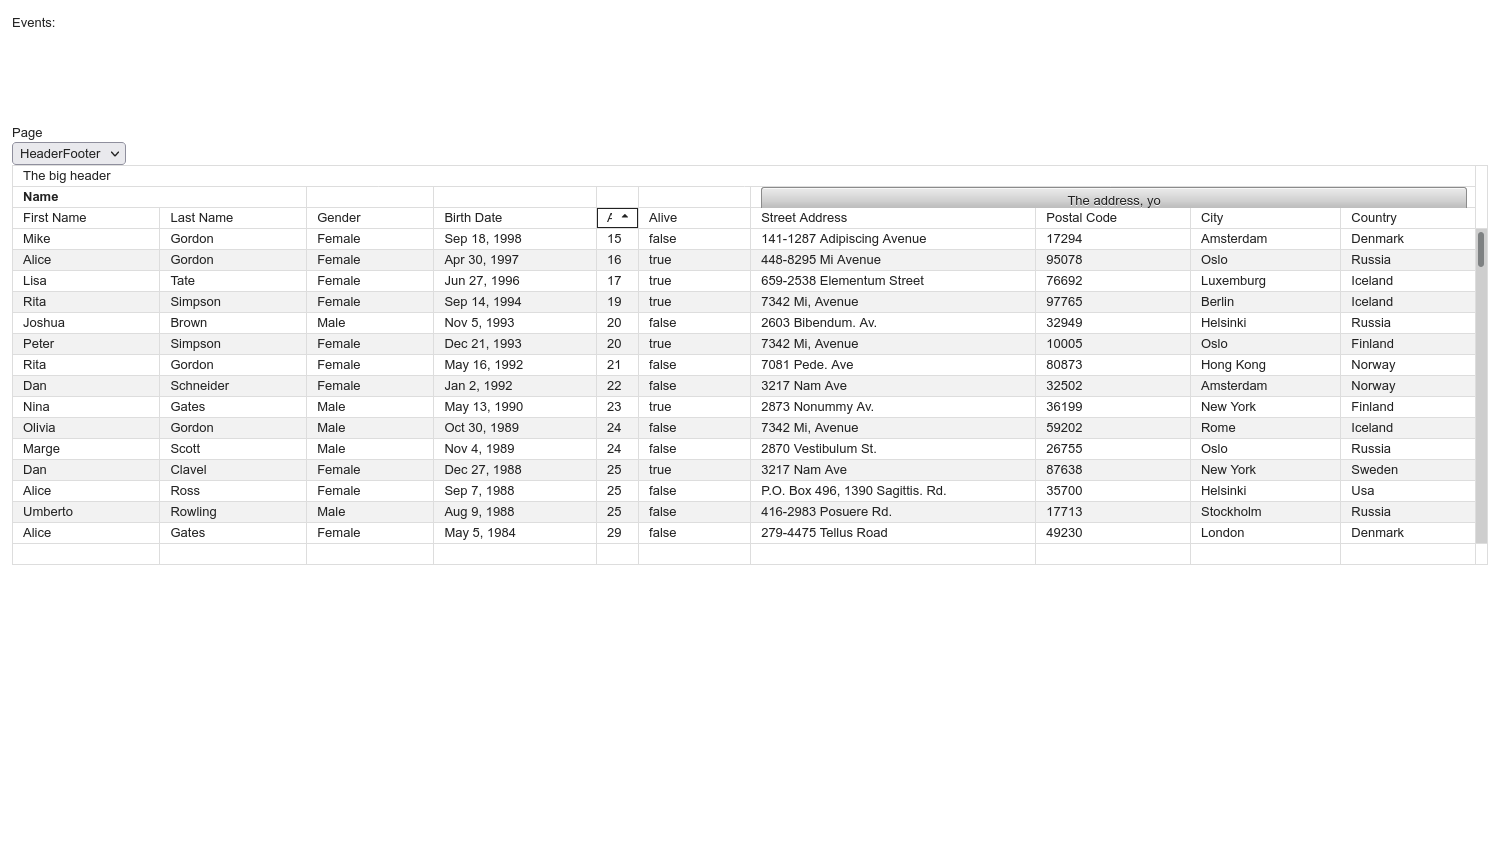 Events:
Page
HeaderFooter
The big header
Name The address, yo
First Name Last Name Gender Birth Date Alive Street Address Postal Code City Country
Mike Gordon Female Sep 18, 1998 15 false 141-1287 Adipiscing Avenue 17294 Amsterdam Denmark
Alice Gordon Female Apr 30, 1997 16 true 448-8295 Mi Avenue 95078 Oslo Russia
Lisa Tate Female Jun 27, 1996 17 true 659-2538 Elementum Street 76692 Luxemburg Iceland
Rita Simpson Female Sep 14, 1994 19 true 7342 Mi, Avenue 97765 Berlin Iceland
Joshua Brown Male Nov 5, 1993 20 false 2603 Bibendum. Av. 32949 Helsinki Russia
Peter Simpson Female Dec 21, 1993 20 true 7342 Mi, Avenue 10005 Oslo Finland
Rita Gordon Female May 16, 1992 21 false 7081 Pede. Ave 80873 Hong Kong Norway
Dan Schneider Female Jan 2, 1992 22 false 3217 Nam Ave 32502 Amsterdam Norway
Nina Gates Male May 13, 1990 23 true 2873 Nonummy Av. 36199 New York Finland
Olivia Gordon Male Oct 30, 1989 24 false 7342 Mi, Avenue 59202 Rome Iceland
Marge Scott Male Nov 4, 1989 24 false 2870 Vestibulum St. 26755 Oslo Russia
Dan Clavel Female Dec 27, 1988 25 true 3217 Nam Ave 87638 New York Sweden
Alice Ross Female Sep 7, 1988 25 false P.O. Box 496, 1390 Sagittis. Rd. 35700 Helsinki Usa
Umberto Rowling Male Aug 9, 1988 25 false 416-2983 Posuere Rd. 17713 Stockholm Russia
Alice Gates Female May 5, 1984 29 false 279-4475 Tellus Road 49230 London Denmark